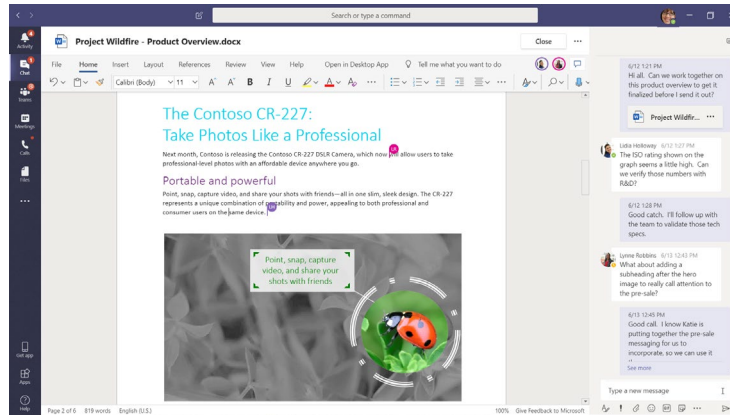 Search or type a command
Activity
Chat
Teams
Meetings
Calls
Files
Get app
Apps
Help
Project Wildfire - Product Overview.docx
Close
File Home Insert Layout References Review View Help Open in Desktop App Tell me what you want to do
Calibri (Body) 11 A A B I U A
The Contoso CR-227:
Take Photos Like a Professional
Next month, Contoso is releasing the Contoso CR-227 DSLR Camera, which now will allow users to take
professional-level photos with an affordable device anywhere you go.
Portable and powerful
Point, snap, capture video, and share your shots with friends—all in one slim, sleek design. The CR-227
represents a unique combination of portability and power, appealing to both professional and
consumer users on the same device.
Point, snap, capture
video, and share your
shots with friends
Page 2 of 6 819 words English (U.S.)
100% Give Feedback to Microsoft
6/12 1:21 PM
Hi all. Can we work together on
this product overview to get it
finalized before I send it out?
Project Wildfir...
Lidia Holloway 6/12 1:27 PM
The ISO rating shown on the
graph seems a little high. Can
we verify those numbers with
R&D?
6/12 1:28 PM
Good catch. I'll follow up with
the team to validate those tech
specs.
Lynne Robbins 6/13 12:43 PM
What about adding a
subheading after the hero
image to really call attention to
the pre-sale?
6/13 12:45 PM
Good call. I know Katie is
putting together the pre-sale
messaging for us to
incorporate, so we can use it
See more
Type a new message